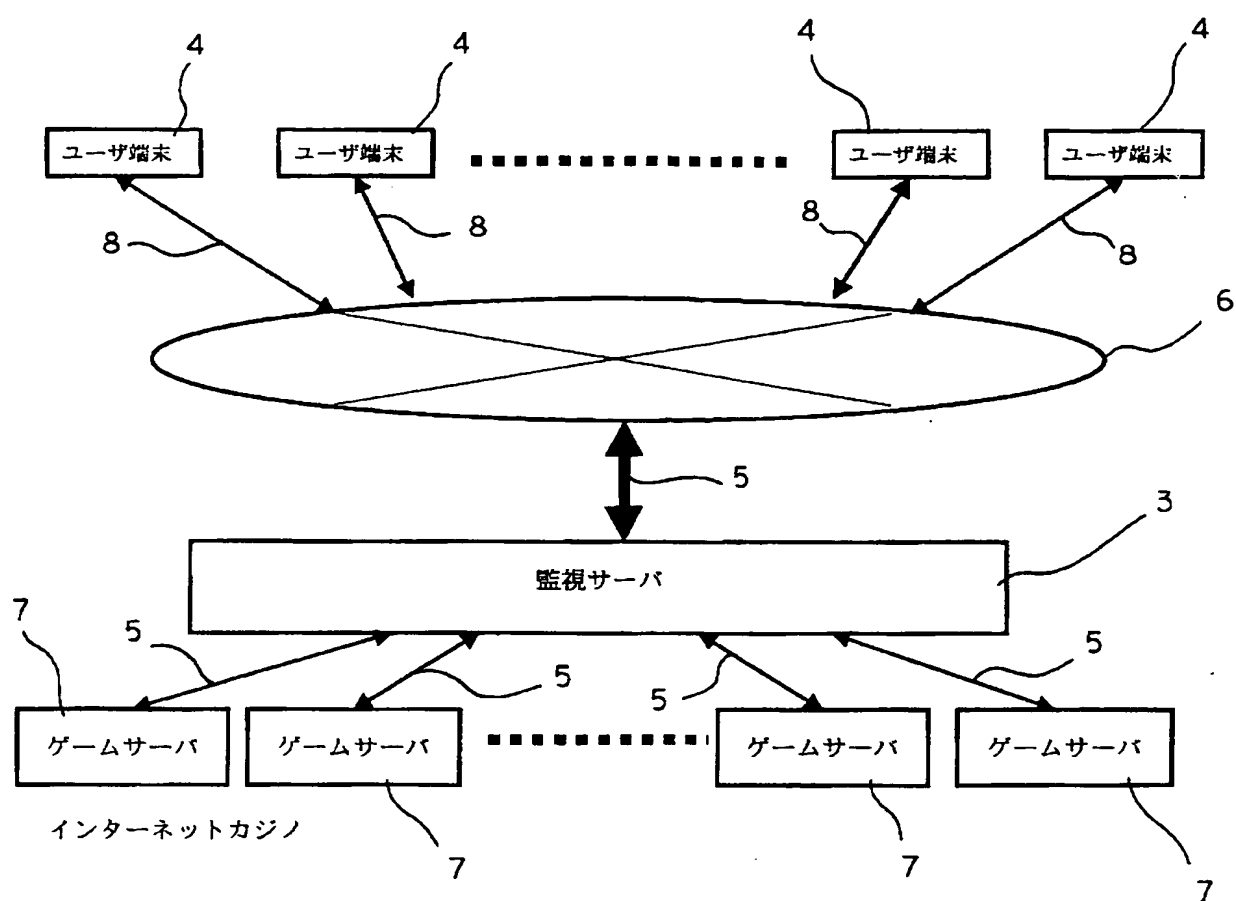 4 4 4 4
ユーザ端末 ユーザ端末 ユーザ端末 ユーザ端末
8 8 8 8
6
5
3
監視サーバ
7 5 5 5 5
ゲームサーバ ゲームサーバ ゲームサーバ ゲームサーバ
インターネットカジノ
7 7 7